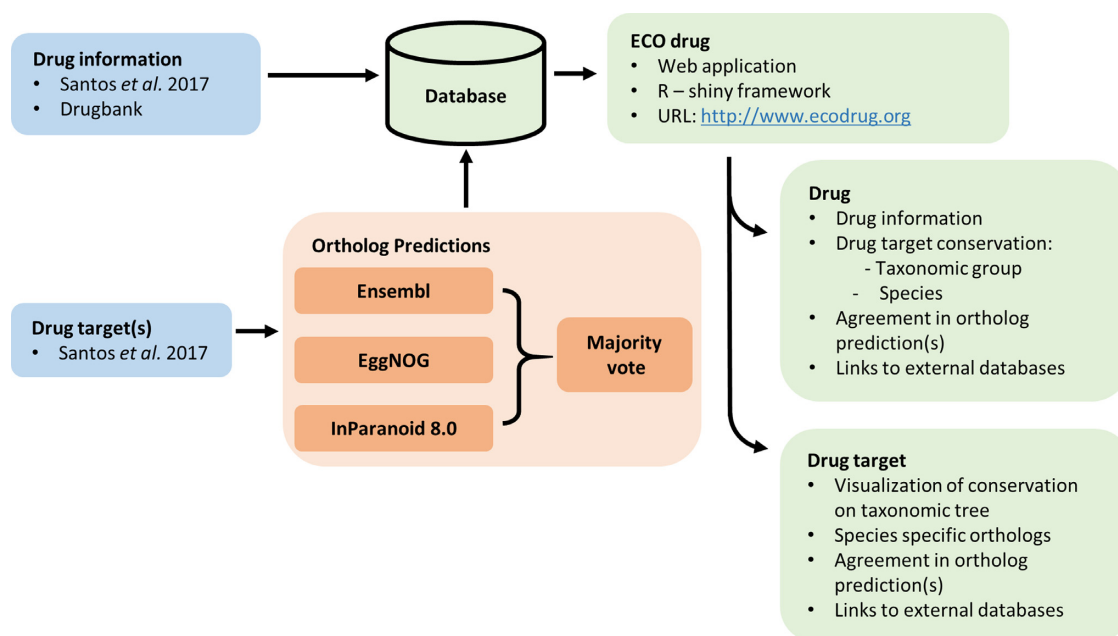 Drug information
• Santos et al. 2017
• Drugbank
Database
ECO drug
• Web application
• R – shiny framework
• URL: http://www.ecodrug.org
Drug target(s)
• Santos et al. 2017
Ortholog Predictions
Ensembl
EggNOG
InParanoid 8.0
Majority
vote
Drug
• Drug information
• Drug target conservation:
- Taxonomic group
- Species
• Agreement in ortholog
prediction(s)
• Links to external databases
Drug target
• Visualization of conservation
on taxonomic tree
• Species specific orthologs
• Agreement in ortholog
prediction(s)
• Links to external databases